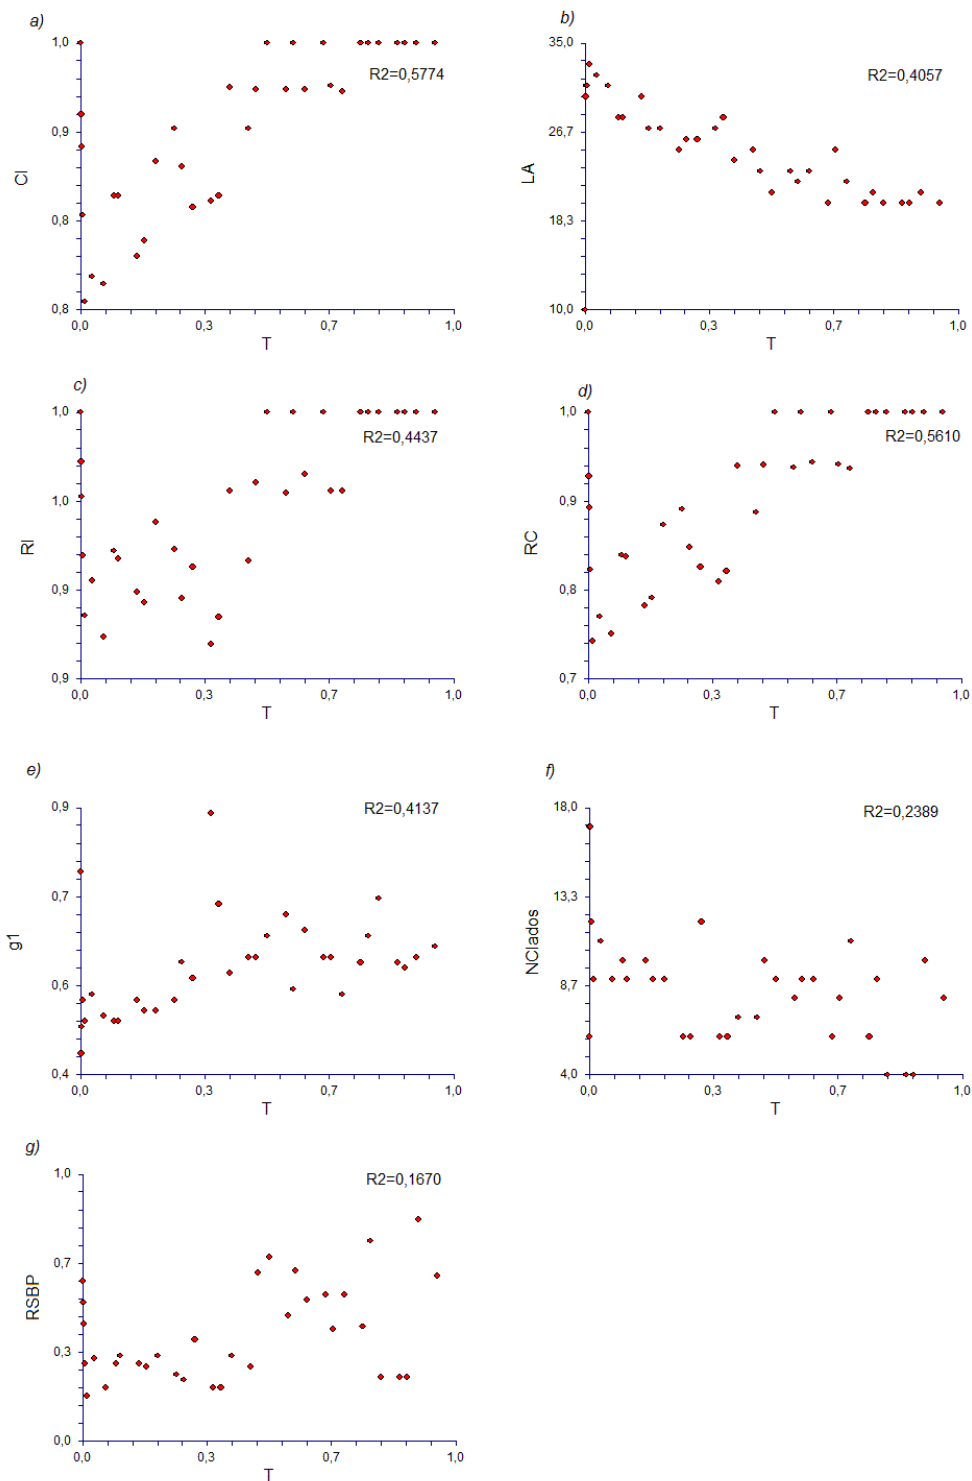 a)
1,0
R2=0,5774
0,9
CI
0,8
0,8
0,0 0,3 0,7 1,0
T
b)
35,0
R2=0,4057
26,7
LA
18,3
10,0
0,0 0,3 0,7 1,0
T
c)
1,0
R2=0,4437
1,0
RI
0,9
0,9
0,0 0,3 0,7 1,0
T
d)
1,0
R2=0,5610
0,9
RC
0,8
0,7
0,0 0,3 0,7 1,0
T
e)
0,9
R2=0,4137
0,7
g1
0,6
0,4
0,0 0,3 0,7 1,0
T
f)
18,0
R2=0,2389
13,3
NClados
8,7
4,0
0,0 0,3 0,7 1,0
T
g)
1,0
R2=0,1670
0,7
RSBP
0,3
0,0
0,0 0,3 0,7 1,0
T